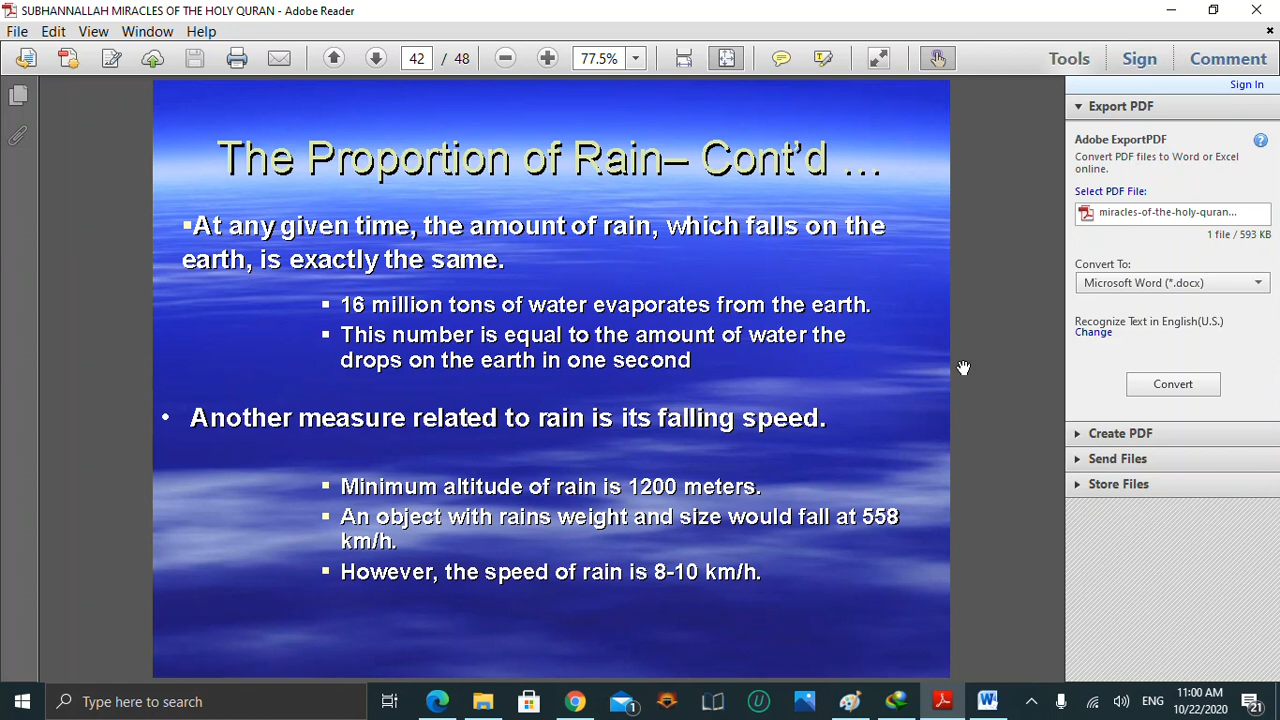 SUBHANNALLAH MIRACLES OF THE HOLY QURAN - Adobe Reader
File Edit View Window Help
42 / 48 77.5% Tools Sign Comment
Sign In
Export PDF
Adobe ExportPDF
Convert PDF files to Word or Excel
online.
Select PDF File:
miracles-of-the-holy-quran...
1 file / 593 KB
Convert To:
Microsoft Word (*.docx)
Recognize Text in English(U.S.)
Change
Convert
Create PDF
Send Files
Store Files
The Proportion of Rain– Cont’d …
▪At any given time, the amount of rain, which falls on the
earth, is exactly the same.
▪ 16 million tons of water evaporates from the earth.
▪ This number is equal to the amount of water the
drops on the earth in one second
• Another measure related to rain is its falling speed.
▪ Minimum altitude of rain is 1200 meters.
▪ An object with rains weight and size would fall at 558
km/h.
▪ However, the speed of rain is 8-10 km/h.
Type here to search
1
ENG
11:00 AM
10/22/2020
21